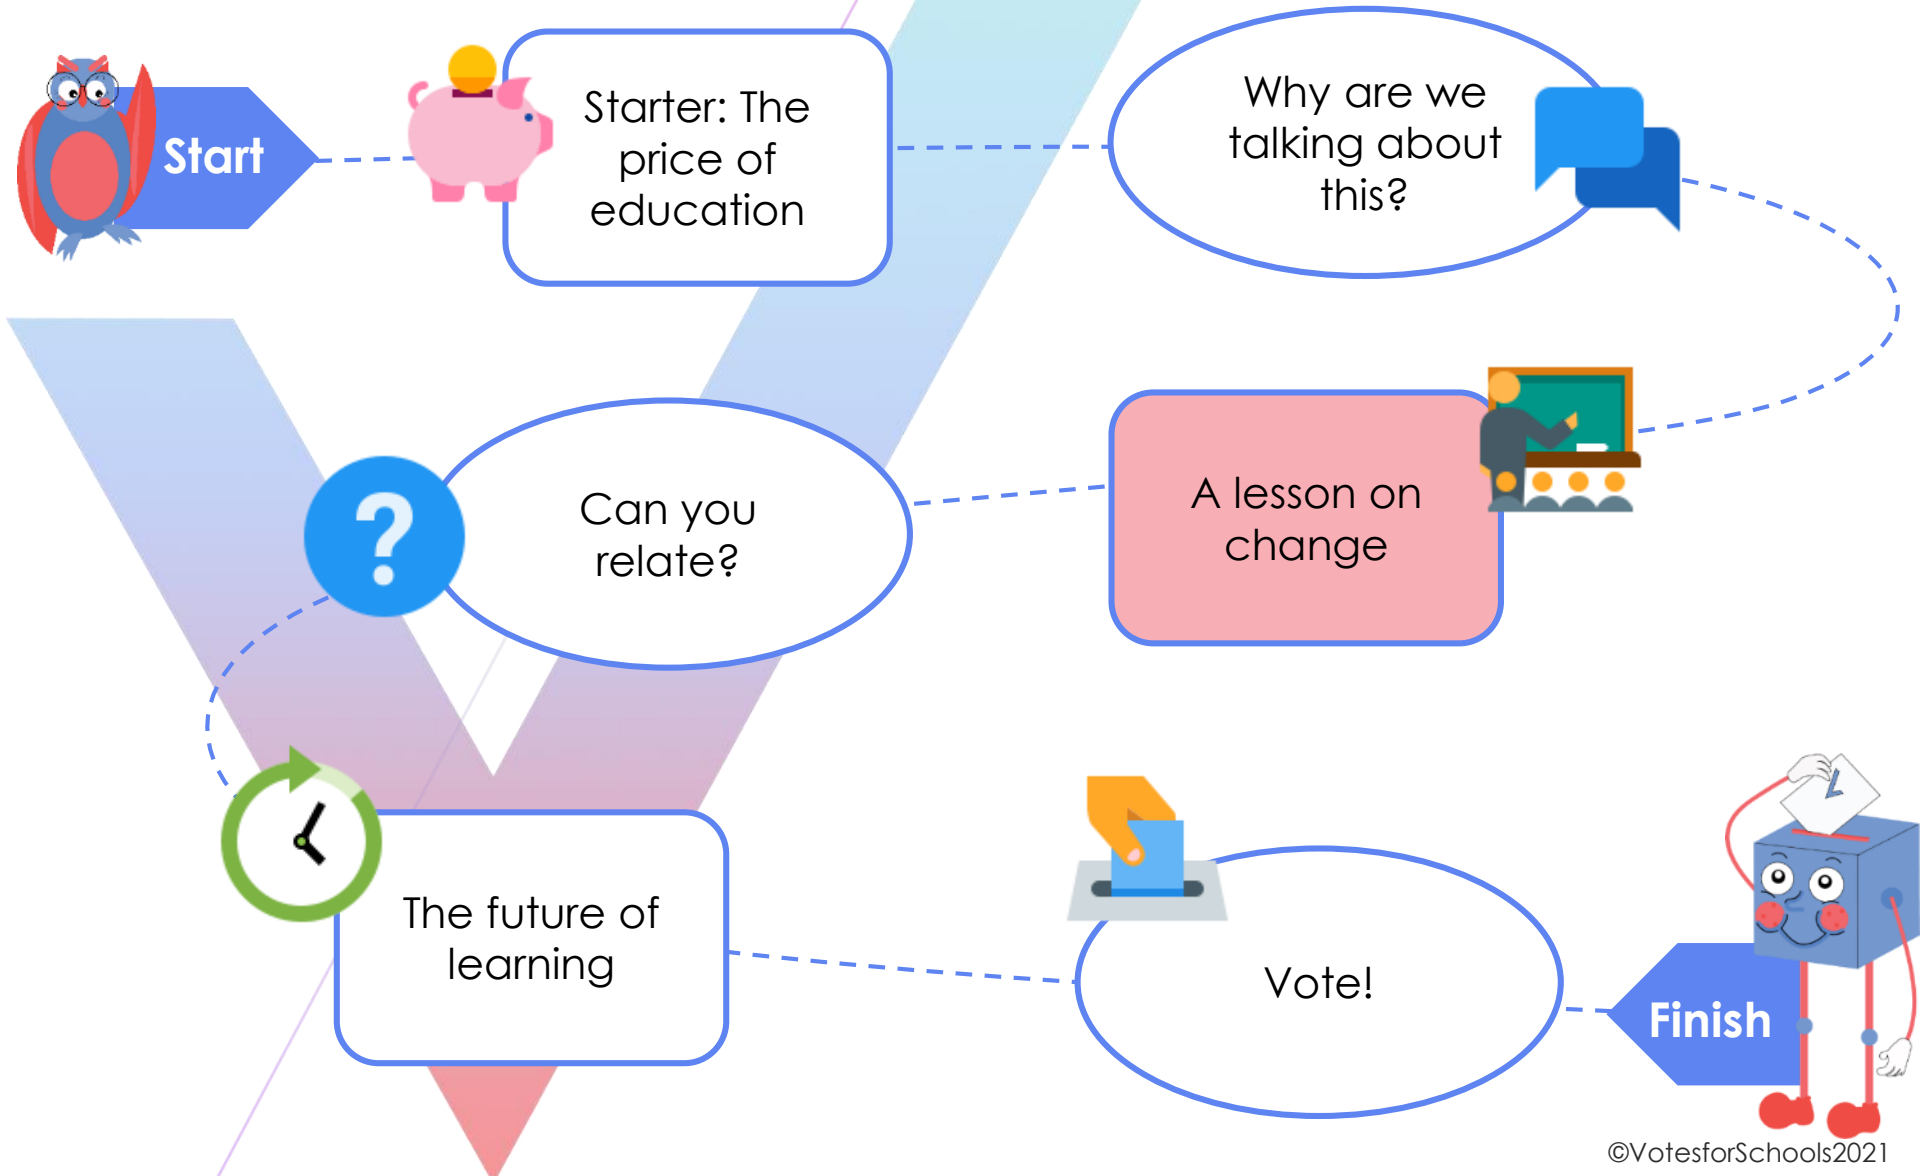 Start
Starter: The
price of
education
Why are we
talking about
this?
A lesson on
change
Can you
relate?
The future of
learning
Vote!
Finish
©VotesforSchools2021